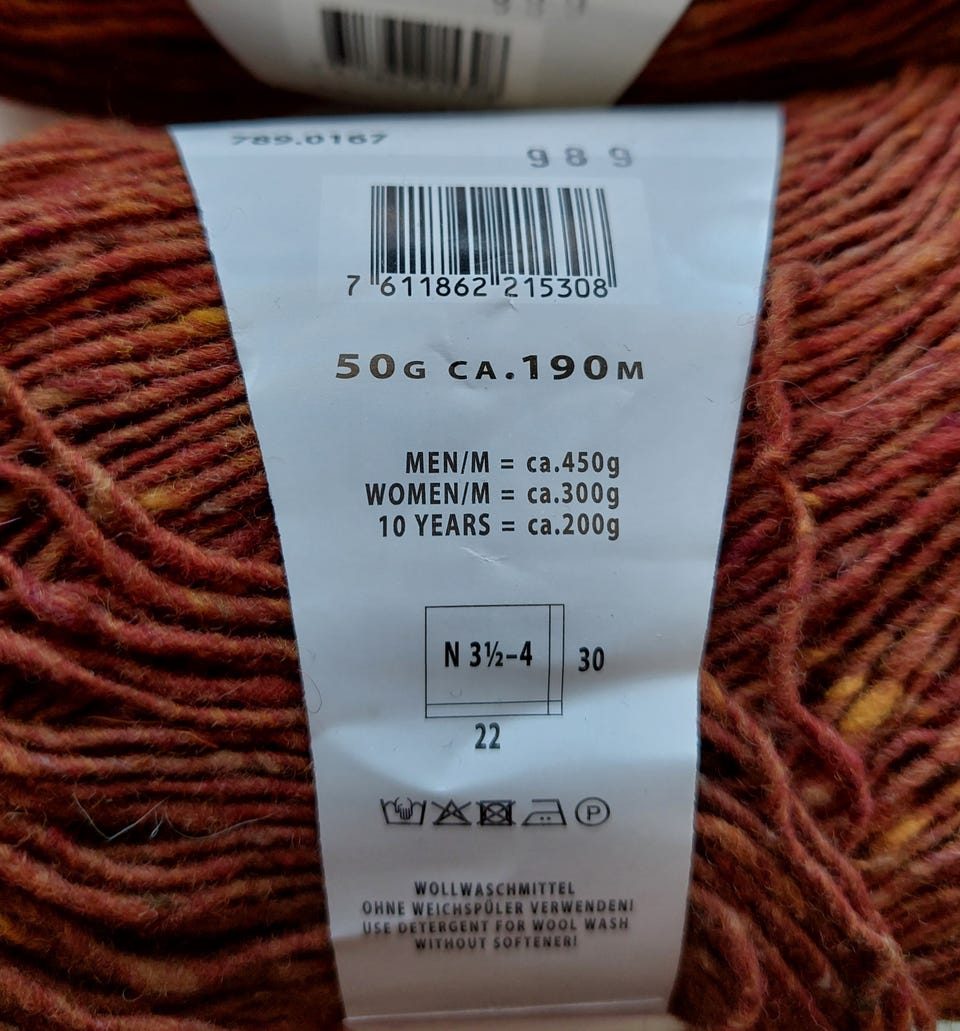 789.0167
989
7 611862 215308
50G CA.190M
MEN/M = ca.450g
WOMEN/M = ca.300g
10 YEARS = ca.200g
N 3½–4
30
22
P
WOLLWASCHMITTEL
OHNE WEICHSPÜLER VERWENDEN!
USE DETERGENT FOR WOOL WASH
WITHOUT SOFTENER!